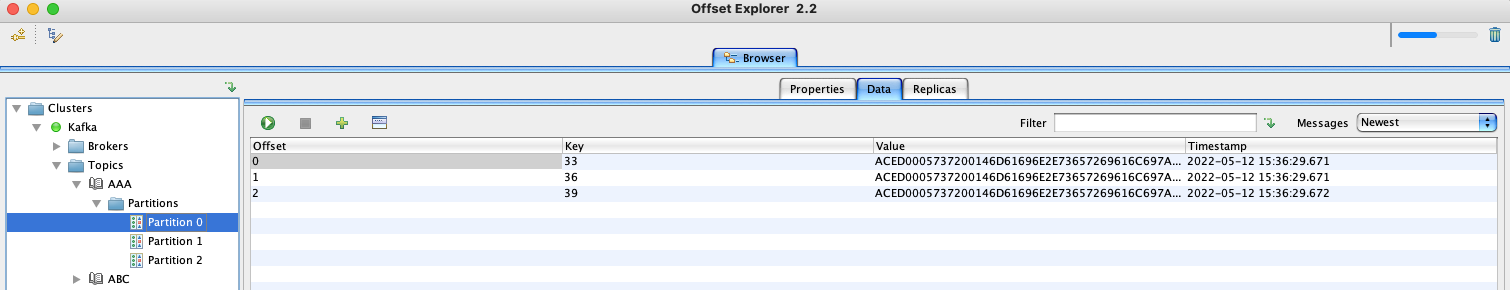 Offset Explorer 2.2
Browser
Properties Data Replicas
Clusters
Kafka
Brokers
Topics
AAA
Partitions
Partition 0
Partition 1
Partition 2
ABC
Filter Messages Newest
Offset Key Value Timestamp
0 33 ACED0005737200146D61696E2E73657269616C697A... 2022-05-12 15:36:29.671
1 36 ACED0005737200146D61696E2E73657269616C697A... 2022-05-12 15:36:29.671
2 39 ACED0005737200146D61696E2E73657269616C697A... 2022-05-12 15:36:29.672